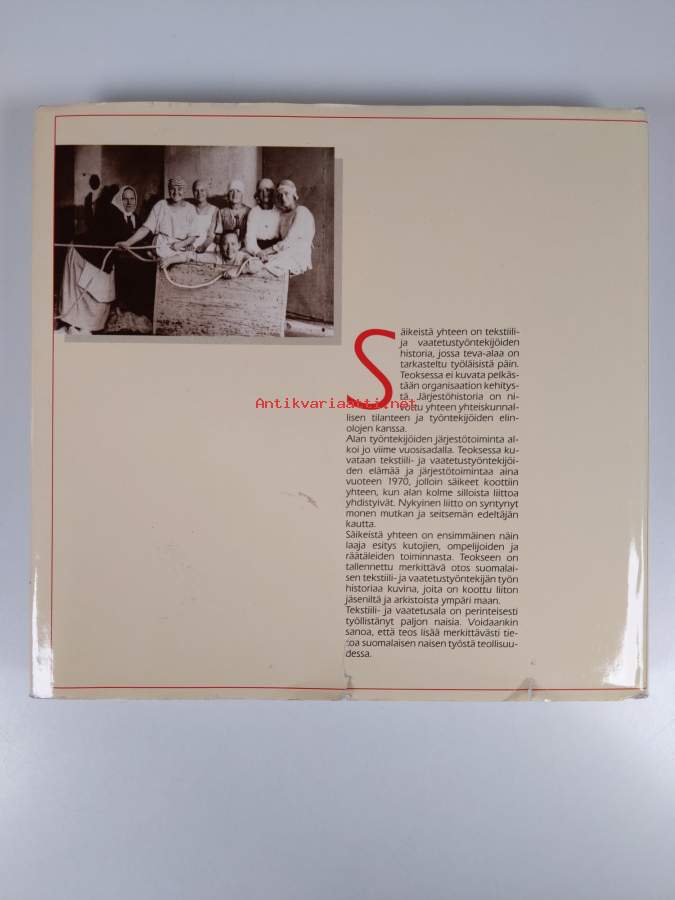 Säikeistä yhteen on tekstiili-
ja vaatetustyöntekijöiden
historia, jossa teva-alaa on
tarkasteltu työläisistä päin.
Teoksessa ei kuvata pelkäs-
tään organisaation kehitys-
tä. Järjestöhistoria on ni-
Antikvariaatti.net
vottu yhteen yhteiskunnal-
lisen tilanteen ja työntekijöiden elin-
olojen kanssa.
Alan työntekijöiden järjestötoiminta al-
koi jo viime vuosisadalla. Teoksessa ku-
vataan tekstiili- ja vaatetustyöntekijöi-
den elämää ja järjestötoimintaa aina
vuoteen 1970, jolloin säikeet koottiin
yhteen, kun alan kolme silloista liittoa
yhdistyivät. Nykyinen liitto on syntynyt
monen mutkan ja seitsemän edeltäjän
kautta.
Säikeistä yhteen on ensimmäinen näin
laaja esitys kutojien, ompelijoiden ja
räätäleiden toiminnasta. Teokseen on
tallennettu merkittävä otos suomalai-
sen tekstiili- ja vaatetustyöntekijän työn
historiaa kuvina, joita on koottu liiton
jäseniltä ja arkistoista ympäri maan.
Tekstiili- ja vaatetusala on perinteisesti
työllistänyt paljon naisia. Voidaankin
sanoa, että teos lisää merkittävästi tie-
toa suomalaisen naisen työstä teollisuu-
dessa.